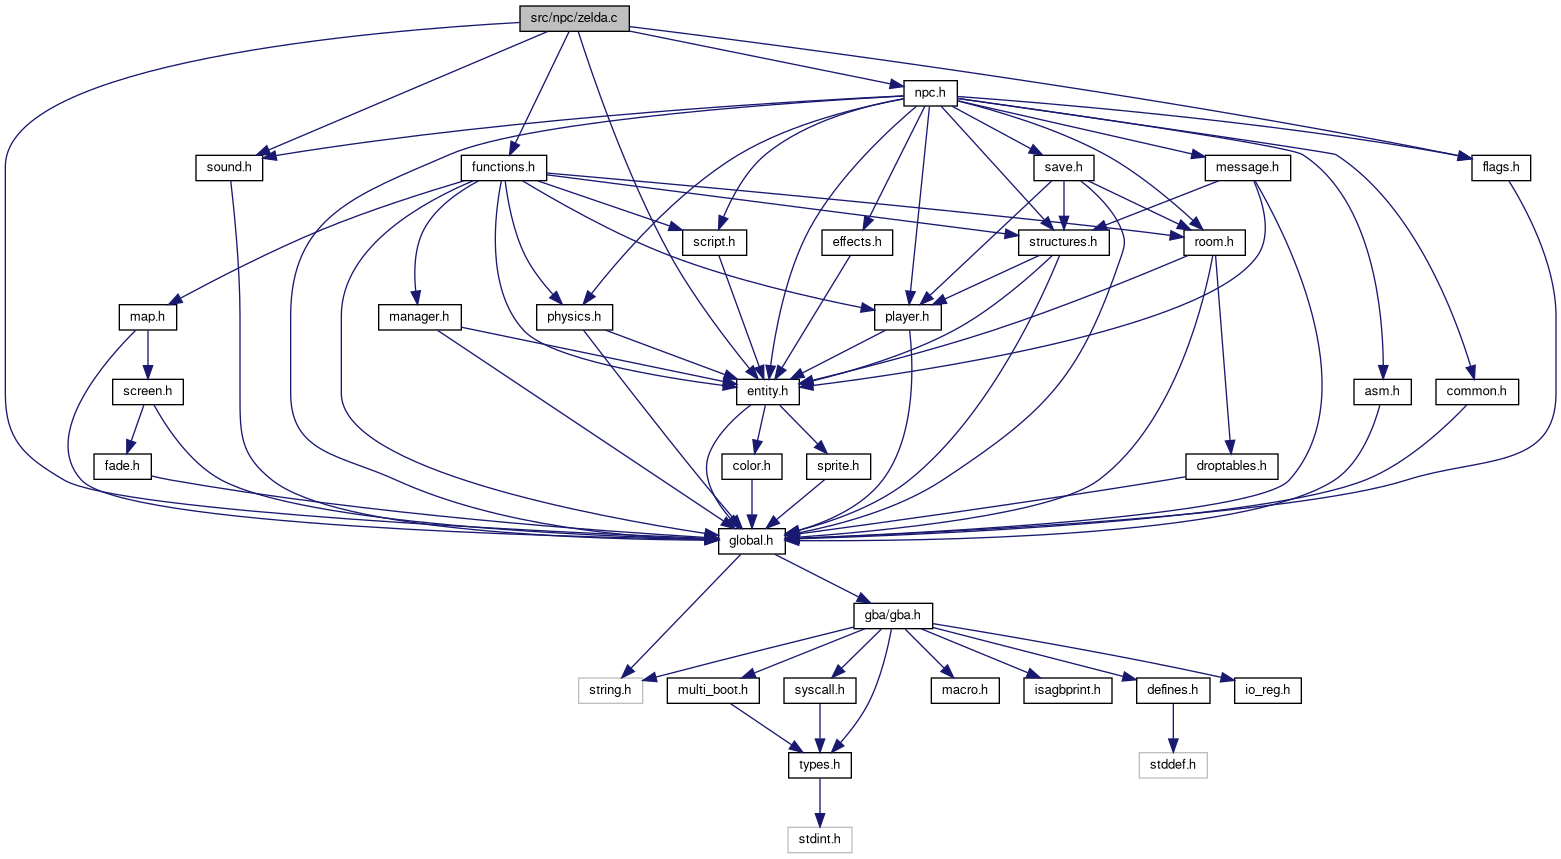 src/npc/zelda.c
npc.h
sound.h
functions.h
save.h
message.h
flags.h
script.h
effects.h
structures.h
room.h
map.h
manager.h
physics.h
player.h
screen.h
entity.h
asm.h
common.h
fade.h
color.h
sprite.h
droptables.h
global.h
gba/gba.h
string.h
multi_boot.h
syscall.h
macro.h
isagbprint.h
defines.h
io_reg.h
types.h
stddef.h
stdint.h